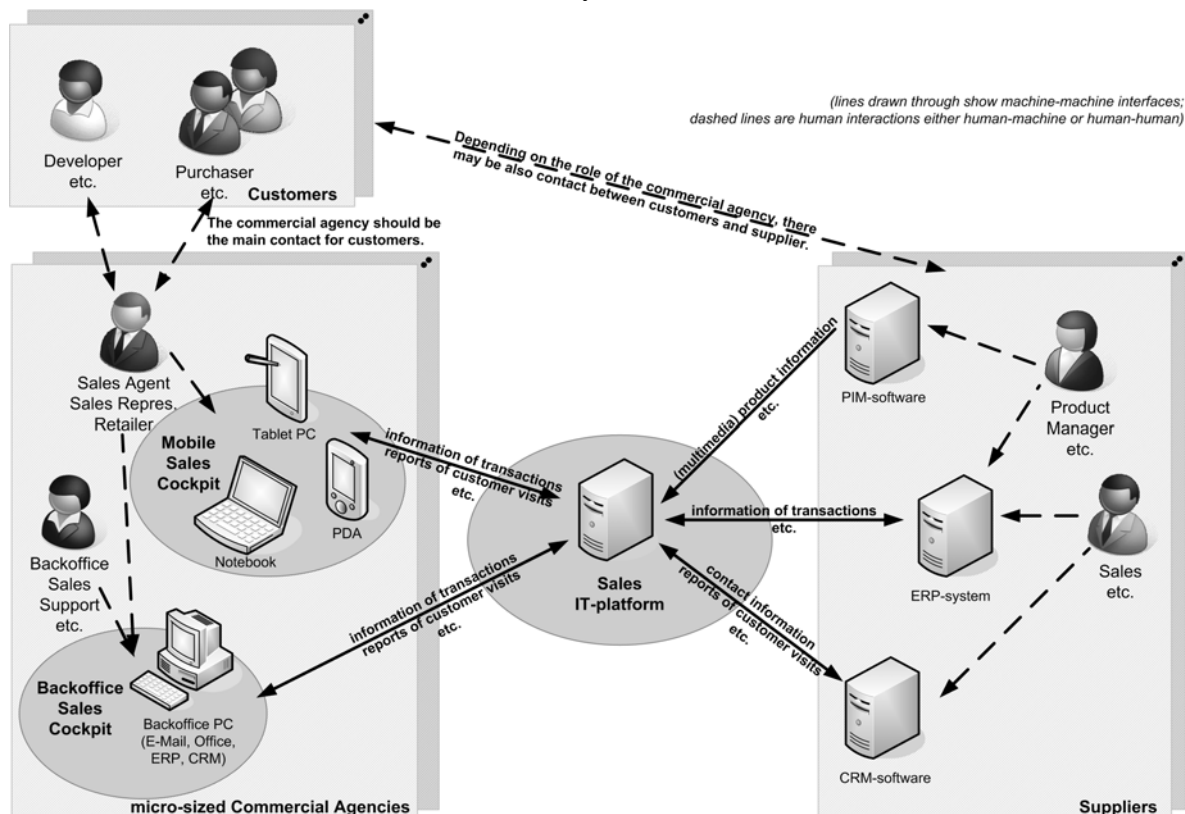 Developer
etc.
Purchaser
etc.
Customers
(lines drawn through show machine-machine interfaces;
dashed lines are human interactions either human-machine or human-human)
Depending on the role of the commercial agency, there
may be also contact between customers and supplier.
The commercial agency should be
the main contact for customers.
Sales Agent
Sales Repres.
Retailer
Tablet PC
Mobile
Sales
Cockpit
PDA
Notebook
information of transactions
reports of customer visits
etc.
Backoffice
Sales
Support
etc.
Backoffice
Sales
Cockpit
Backoffice PC
(E-Mail, Office,
ERP, CRM)
information of transactions
reports of customer visits
etc.
micro-sized Commercial Agencies
Sales
IT-platform
(multimedia) product information
etc.
information of transactions
etc.
contact information
reports of customer visits
etc.
PIM-software
Product
Manager
etc.
ERP-system
Sales
etc.
CRM-software
Suppliers